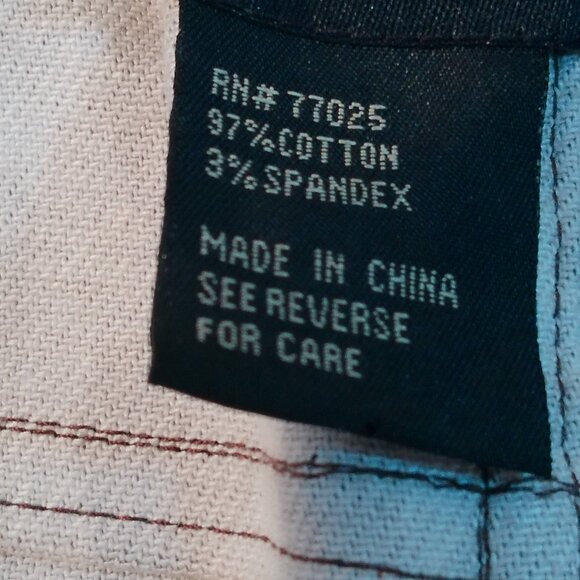 RN# 77025
97%COTTON
3%SPANDEX
MADE IN CHINA
SEE REVERSE
FOR CARE